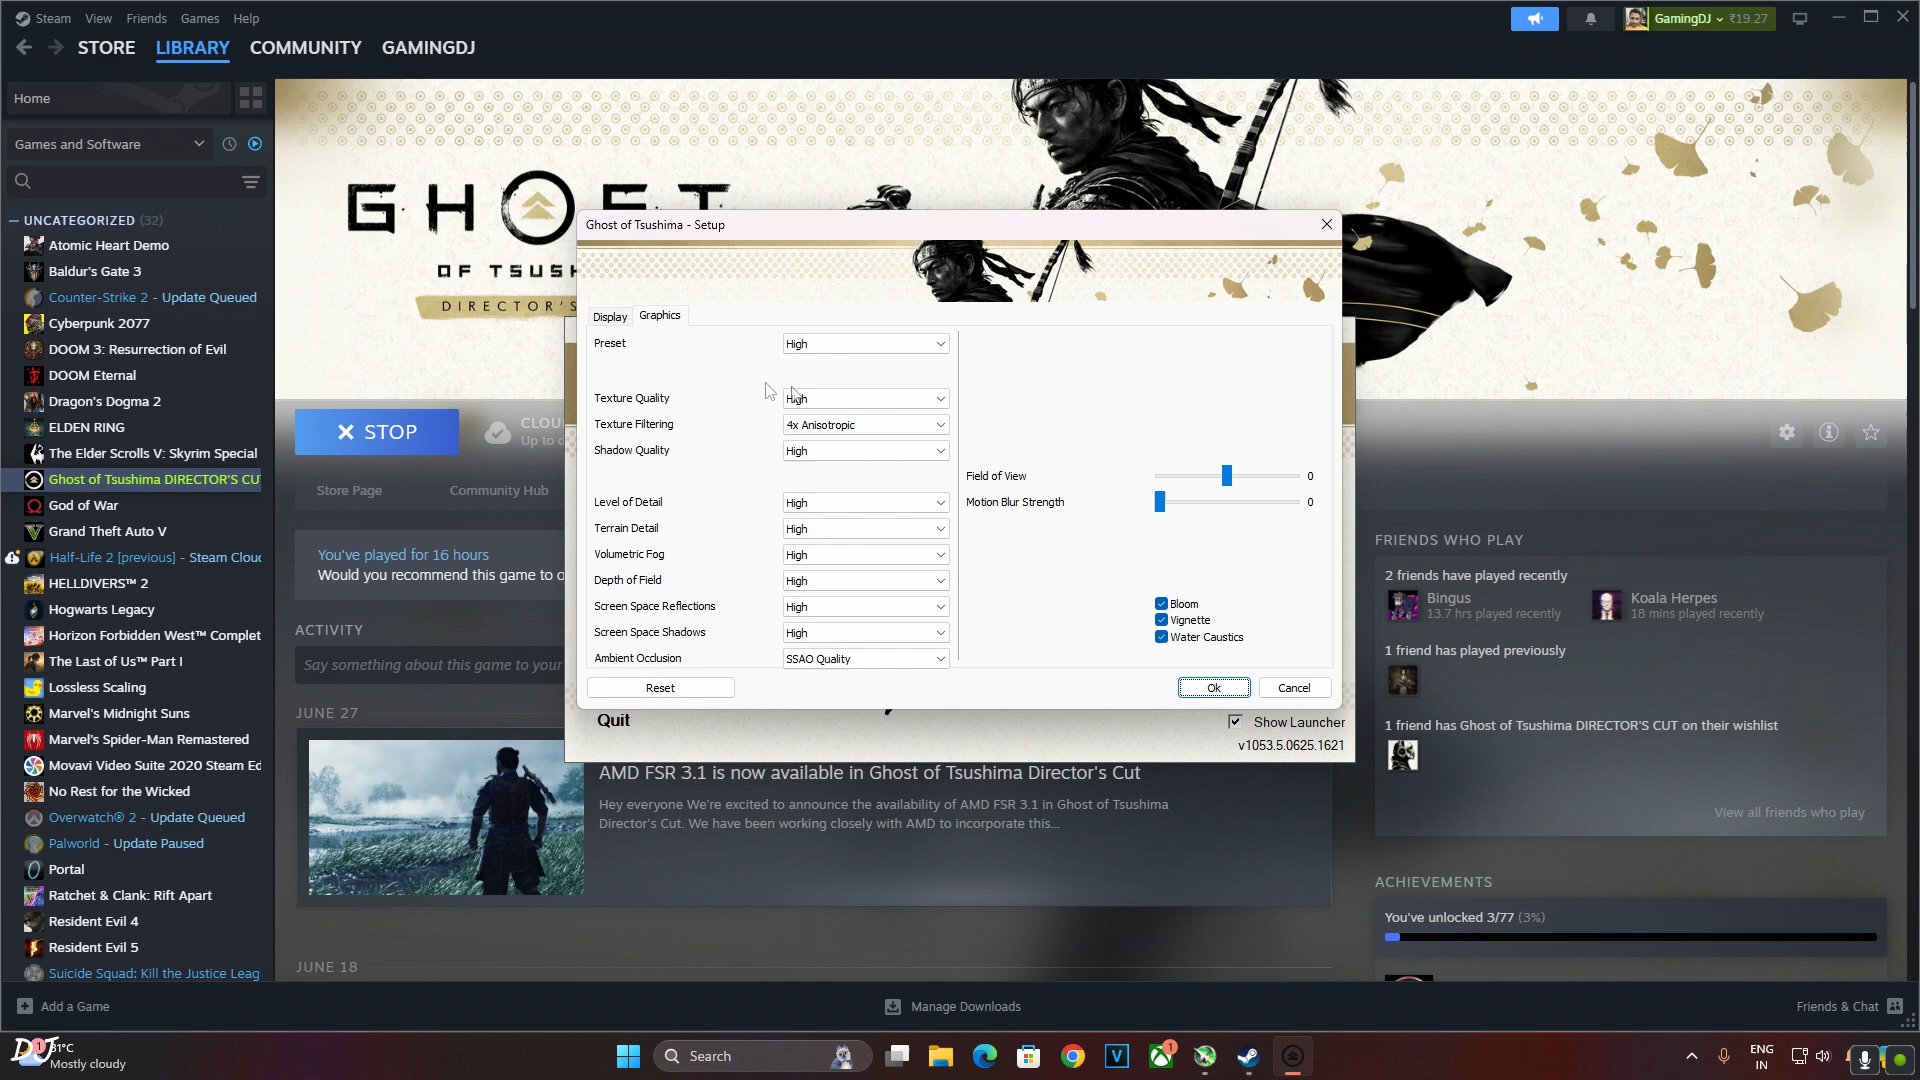 Steam View Friends Games Help
GamingDJ ₹19.27
STORE LIBRARY COMMUNITY GAMINGDJ
Home
Games and Software
UNCATEGORIZED (32)
Atomic Heart Demo
Baldur's Gate 3
Counter-Strike 2 - Update Queued
Cyberpunk 2077
DOOM 3: Resurrection of Evil
DOOM Eternal
Dragon's Dogma 2
ELDEN RING
The Elder Scrolls V: Skyrim Special
Ghost of Tsushima DIRECTOR'S CU
God of War
Grand Theft Auto V
Half-Life 2 [previous] - Steam Cloud
HELLDIVERS™ 2
Hogwarts Legacy
Horizon Forbidden West™ Complet
The Last of Us™ Part I
Lossless Scaling
Marvel's Midnight Suns
Marvel's Spider-Man Remastered
Movavi Video Suite 2020 Steam Ed
No Rest for the Wicked
Overwatch® 2 - Update Queued
Palworld - Update Paused
Portal
Ratchet & Clank: Rift Apart
Resident Evil 4
Resident Evil 5
Suicide Squad: Kill the Justice Leag
GHOST
OF TSUSH
DIRECTOR'S
STOP
CLOU
Up to d
Store Page Community Hub
You've played for 16 hours
Would you recommend this game to o
ACTIVITY
Say something about this game to your
JUNE 27
AMD FSR 3.1 is now available in Ghost of Tsushima Director's Cut
Hey everyone We're excited to announce the availability of AMD FSR 3.1 in Ghost of Tsushima
Director's Cut. We have been working closely with AMD to incorporate this...
JUNE 18
Ghost of Tsushima - Setup
Display Graphics
Preset High
Texture Quality High
Texture Filtering 4x Anisotropic
Shadow Quality High
Level of Detail High
Terrain Detail High
Volumetric Fog High
Depth of Field High
Screen Space Reflections High
Screen Space Shadows High
Ambient Occlusion SSAO Quality
Field of View 0
Motion Blur Strength 0
Bloom
Vignette
Water Caustics
Reset Ok Cancel
Quit
Show Launcher
v1053.5.0625.1621
FRIENDS WHO PLAY
2 friends have played recently
Bingus
13.7 hrs played recently
Koala Herpes
18 mins played recently
1 friend has played previously
1 friend has Ghost of Tsushima DIRECTOR'S CUT on their wishlist
View all friends who play
ACHIEVEMENTS
You've unlocked 3/77 (3%)
Add a Game Manage Downloads Friends & Chat
DJ
1
31°C
Mostly cloudy
Search
V
1
ENG
IN